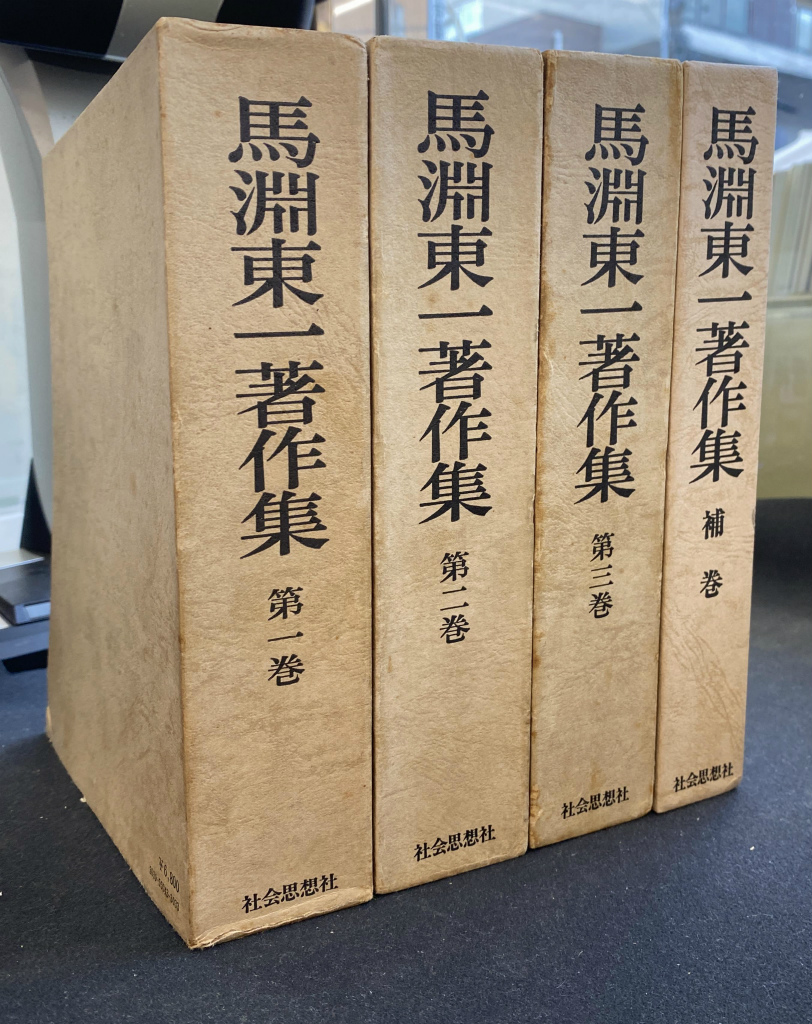 馬淵東一著作集
第一巻
社会思想社
¥6,800
馬淵東一著作集
第二巻
社会思想社
馬淵東一著作集
第三巻
社会思想社
馬淵東一著作集
補巻
社会思想社